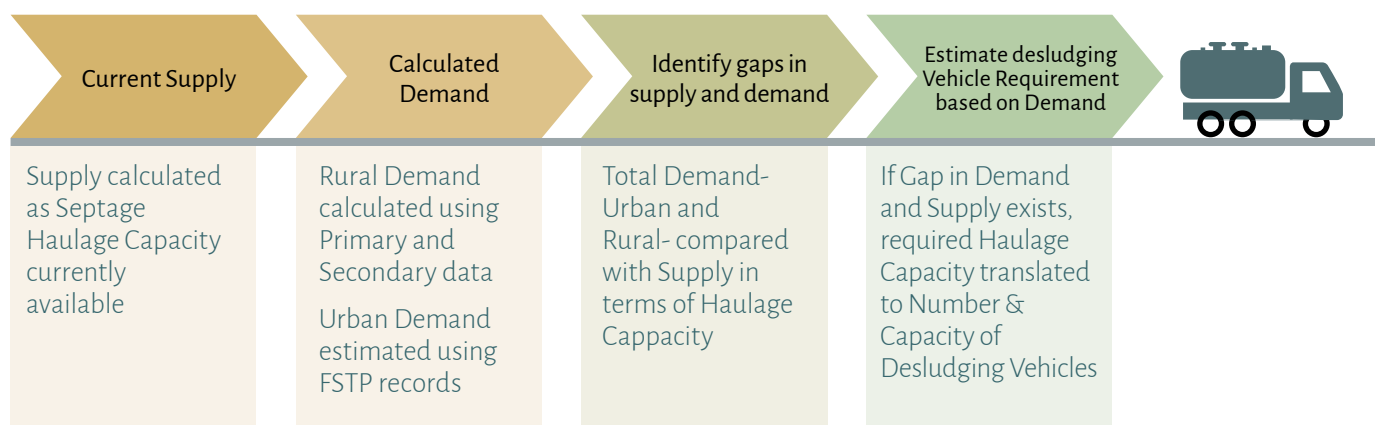 Current Supply
Calculated
Demand
Identify gaps in
supply and demand
Estimate desludging
Vehicle Requirement
based on Demand
Supply calculated
as Septage
Haulage Capacity
currently
available
Rural Demand
calculated using
Primary and
Secondary data
Urban Demand
estimated using
FSTP records
Total Demand-
Urban and
Rural- compared
with Supply in
terms of Haulage
Cappacity
If Gap in Demand
and Supply exists,
required Haulage
Capacity translated
to Number &
Capacity of
Desludging Vehicles